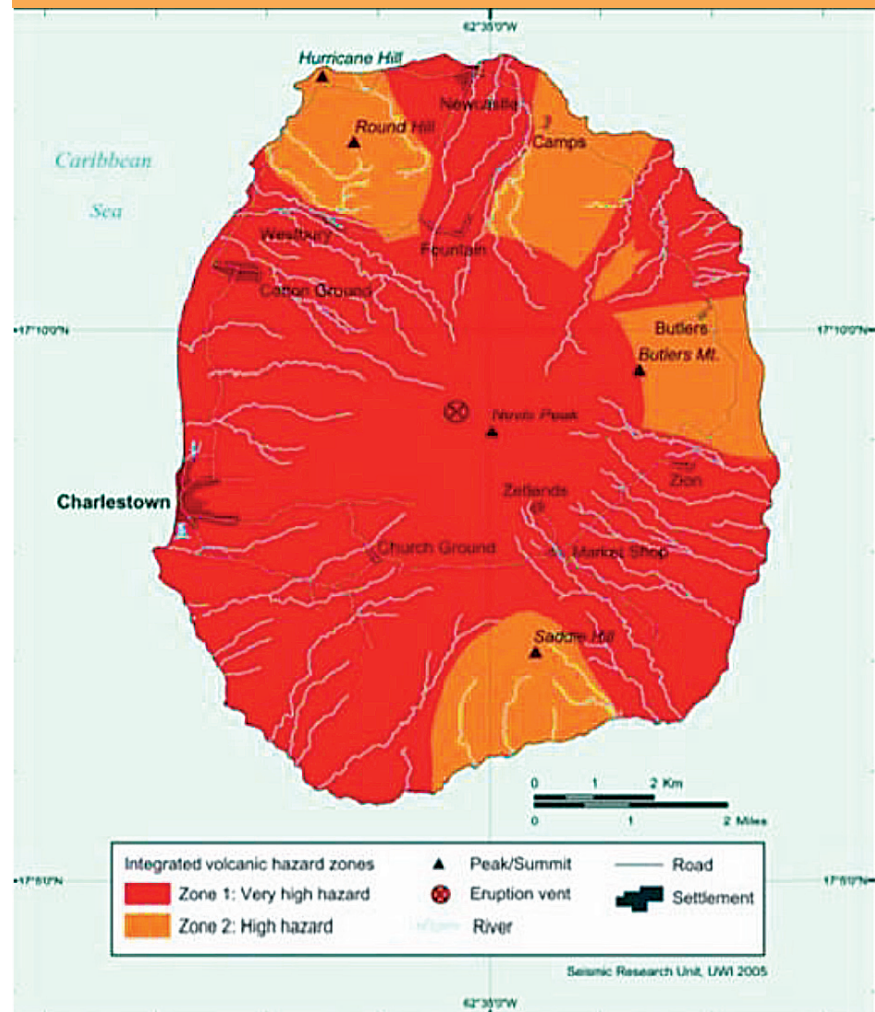 62°35'0"W
Hurricane Hill
Newcastle
Round Hill
Camps
Caribbean
Sea
Westbury
Fountain
Cotton Ground
17°10'0"N
17°10'0"N
Butlers
Butlers Mt.
Nevis Peak
Zion
Zetlands
Charlestown
Church Ground
Market Shop
Saddle Hill
0 1 2 Km
0 1 2 Miles
Integrated volcanic hazard zones
Zone 1: Very high hazard
Zone 2: High hazard
Peak/Summit
Eruption vent
River
Road
Settlement
17°5'0"N
17°5'0"N
Seismic Research Unit, UWI 2005
62°35'0"W